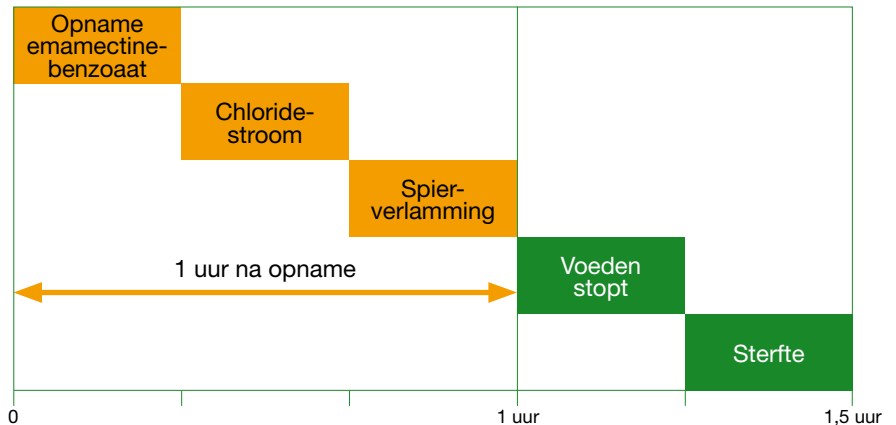 Opname
emamectine-
benzoaat
Chloride-
stroom
Spier-
verlamming
1 uur na opname
Voeden
stopt
Sterfte
0
1 uur
1,5 uur